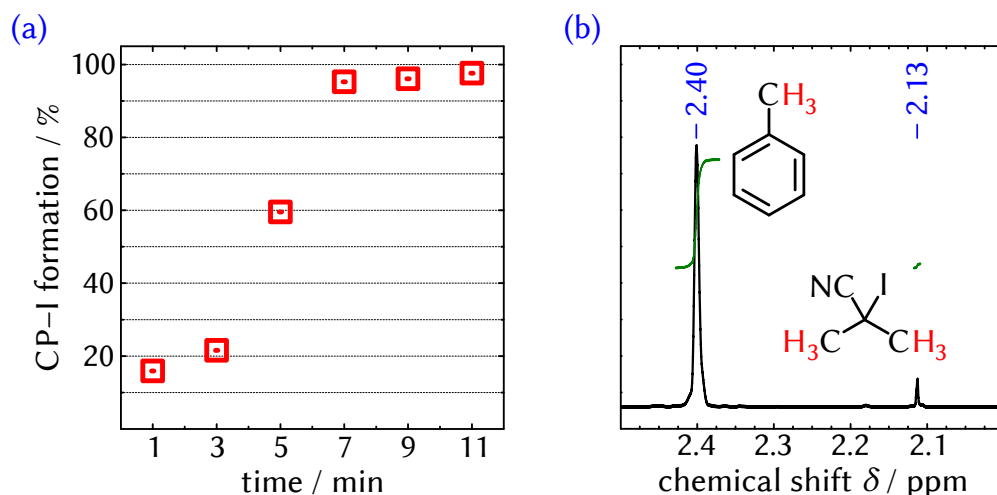 (a)
CP–I formation / %
100
80
60
40
20
1 3 5 7 9 11
time / min
(b)
– 2.40
– 2.13
CH3
NC I
H3C CH3
2.4 2.3 2.2 2.1
chemical shift δ / ppm